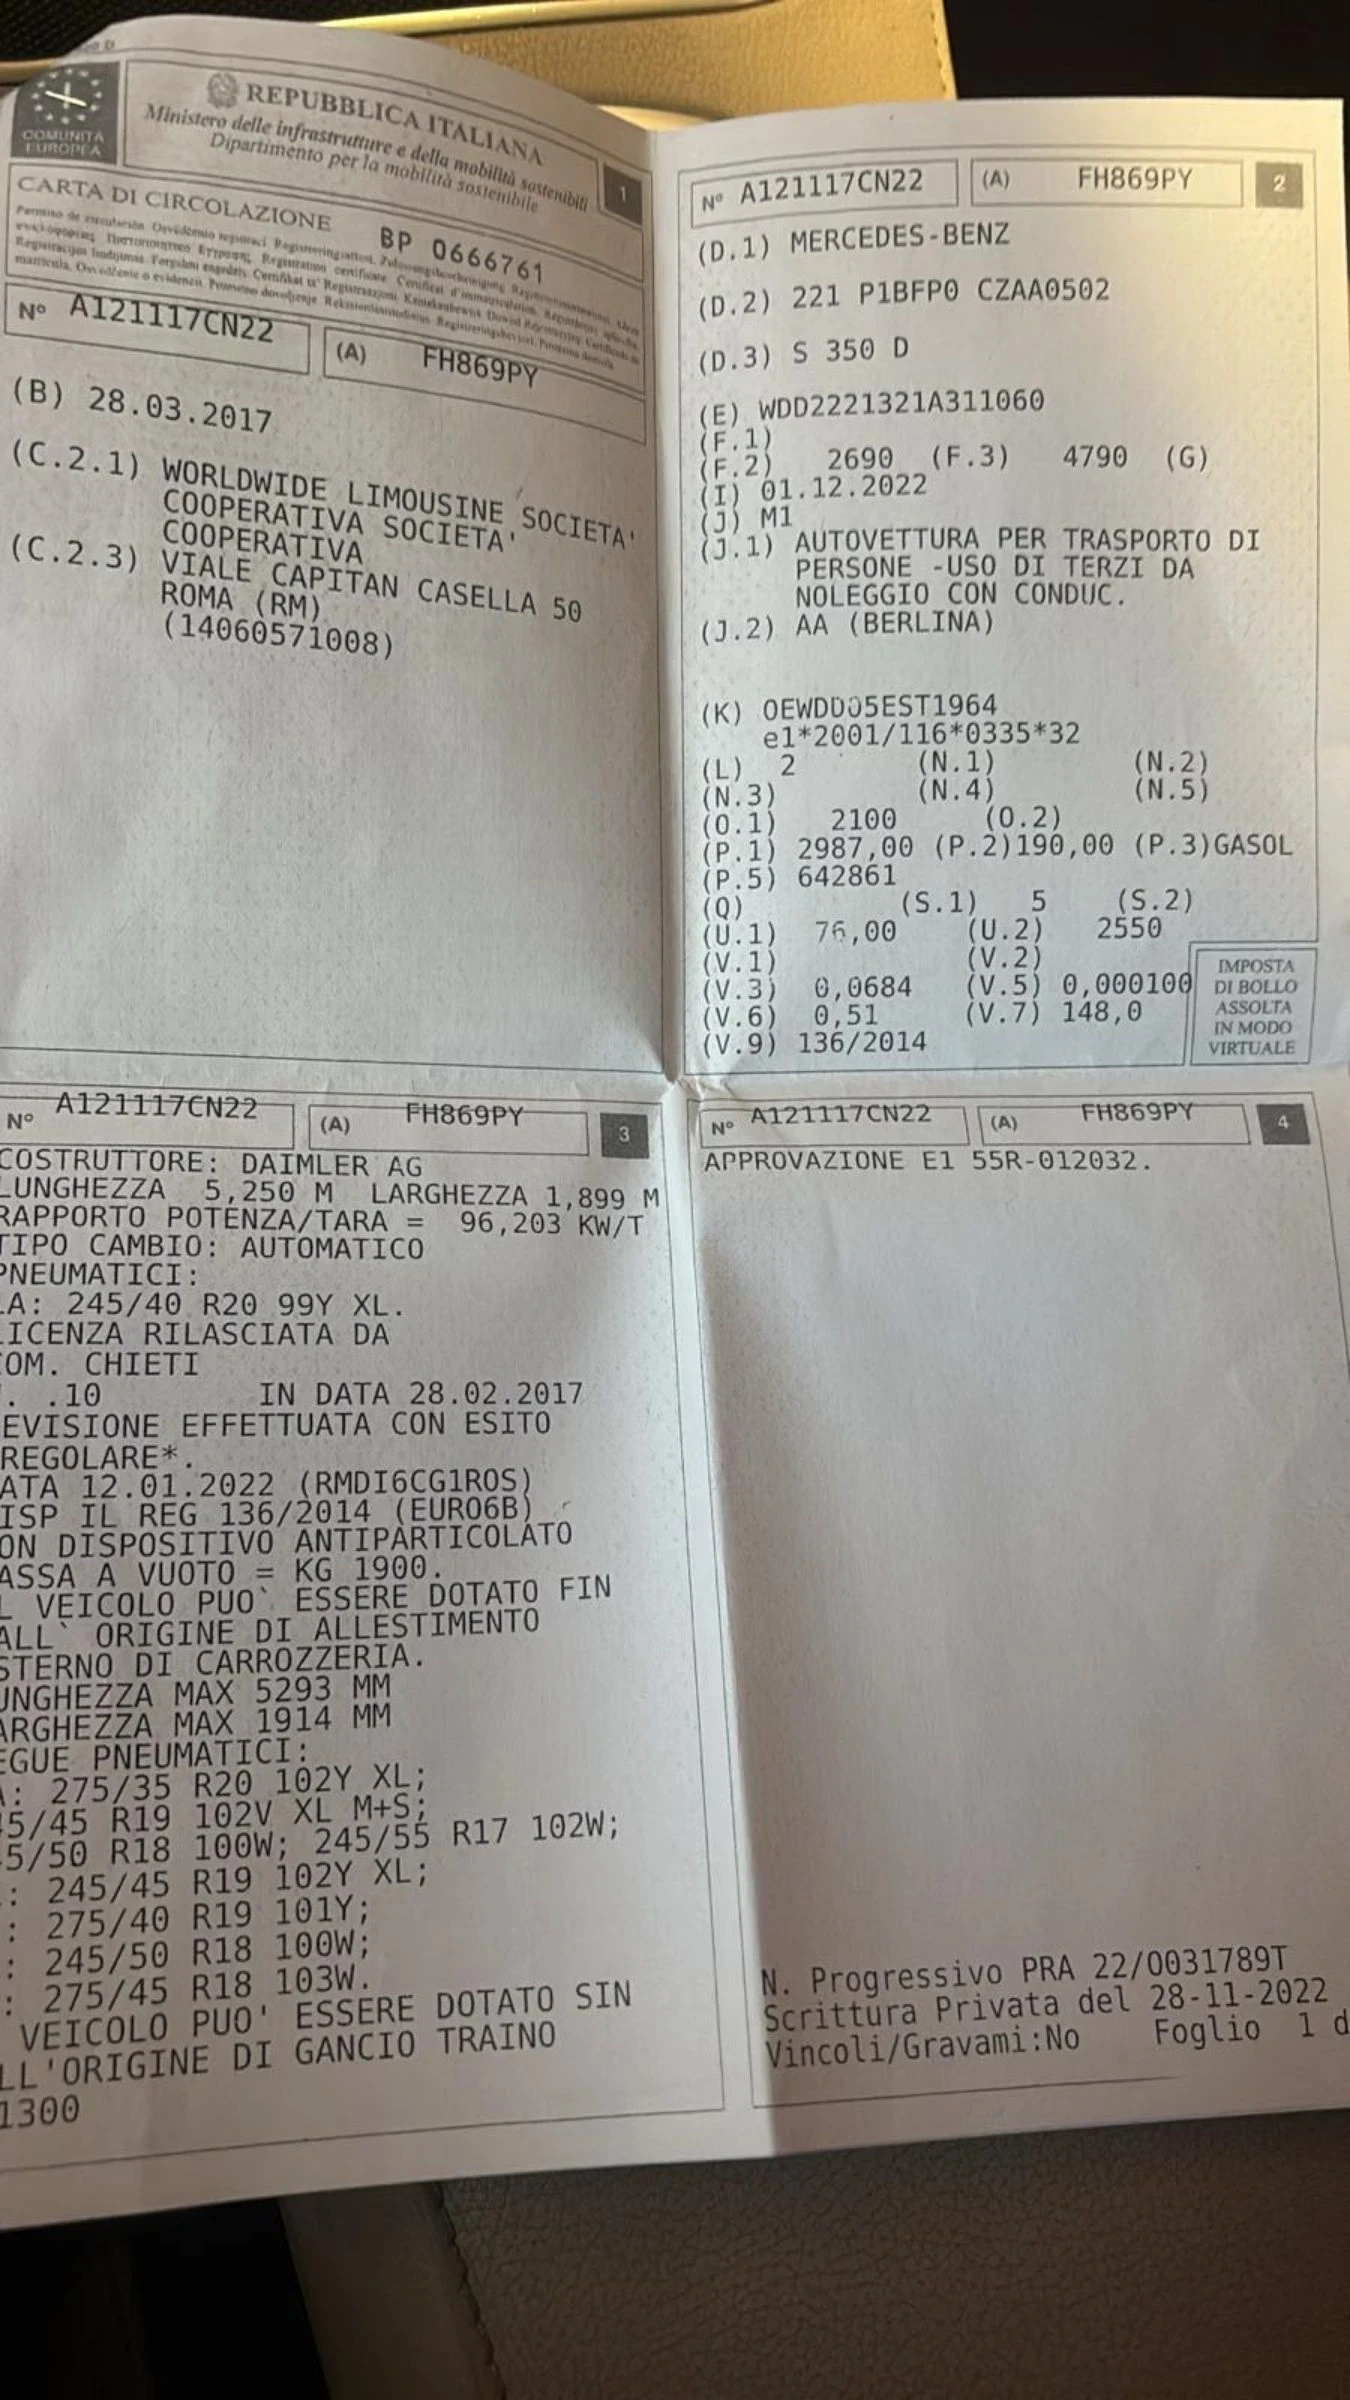 COMUNITÀ
EUROPEA
REPUBBLICA ITALIANA
Ministero delle infrastrutture e della mobilità sostenibili
Dipartimento per la mobilità sostenibile
1
CARTA DI CIRCOLAZIONE
BP 0666761
N° A121117CN22 (A) FH869PY
(B) 28.03.2017
(C.2.1) WORLDWIDE LIMOUSINE SOCIETA'
COOPERATIVA SOCIETA'
COOPERATIVA
(C.2.3) VIALE CAPITAN CASELLA 50
ROMA (RM)
(14060571008)
N° A121117CN22 (A) FH869PY 2
(D.1) MERCEDES-BENZ
(D.2) 221 P1BFP0 CZAA0502
(D.3) S 350 D
(E) WDD2221321A311060
(F.1)
(F.2) 2690 (F.3) 4790 (G)
(I) 01.12.2022
(J) M1
(J.1) AUTOVETTURA PER TRASPORTO DI
PERSONE -USO DI TERZI DA
NOLEGGIO CON CONDUC.
(J.2) AA (BERLINA)
(K) OEWDD05EST1964
e1*2001/116*0335*32
(L) 2 (N.1) (N.2)
(N.3) (N.4) (N.5)
(O.1) 2100 (O.2)
(P.1) 2987,00 (P.2)190,00 (P.3)GASOL
(P.5) 642861
(Q) (S.1) 5 (S.2)
(U.1) 76,00 (U.2) 2550
(V.1) (V.2)
(V.3) 0,0684 (V.5) 0,000100
(V.6) 0,51 (V.7) 148,0
(V.9) 136/2014
IMPOSTA
DI BOLLO
ASSOLTA
IN MODO
VIRTUALE
N° A121117CN22 (A) FH869PY 3
COSTRUTTORE: DAIMLER AG
LUNGHEZZA 5,250 M LARGHEZZA 1,899 M
RAPPORTO POTENZA/TARA = 96,203 KW/T
TIPO CAMBIO: AUTOMATICO
PNEUMATICI:
LA: 245/40 R20 99Y XL.
LICENZA RILASCIATA DA
OM. CHIETI
. .10 IN DATA 28.02.2017
EVISIONE EFFETTUATA CON ESITO
REGOLARE*.
ATA 12.01.2022 (RMDI6CG1ROS)
ISP IL REG 136/2014 (EURO6B)
ON DISPOSITIVO ANTIPARTICOLATO
ASSA A VUOTO = KG 1900.
L VEICOLO PUO` ESSERE DOTATO FIN
ALL` ORIGINE DI ALLESTIMENTO
STERNO DI CARROZZERIA.
UNGHEZZA MAX 5293 MM
ARGHEZZA MAX 1914 MM
EGUE PNEUMATICI:
: 275/35 R20 102Y XL;
5/45 R19 102V XL M+S;
5/50 R18 100W; 245/55 R17 102W;
: 245/45 R19 102Y XL;
: 275/40 R19 101Y;
: 245/50 R18 100W;
: 275/45 R18 103W.
VEICOLO PUO' ESSERE DOTATO SIN
LL'ORIGINE DI GANCIO TRAINO
1300
N° A121117CN22 (A) FH869PY 4
APPROVAZIONE E1 55R-012032.
N. Progressivo PRA 22/0031789T
Scrittura Privata del 28-11-2022
Vincoli/Gravami:No Foglio 1 d